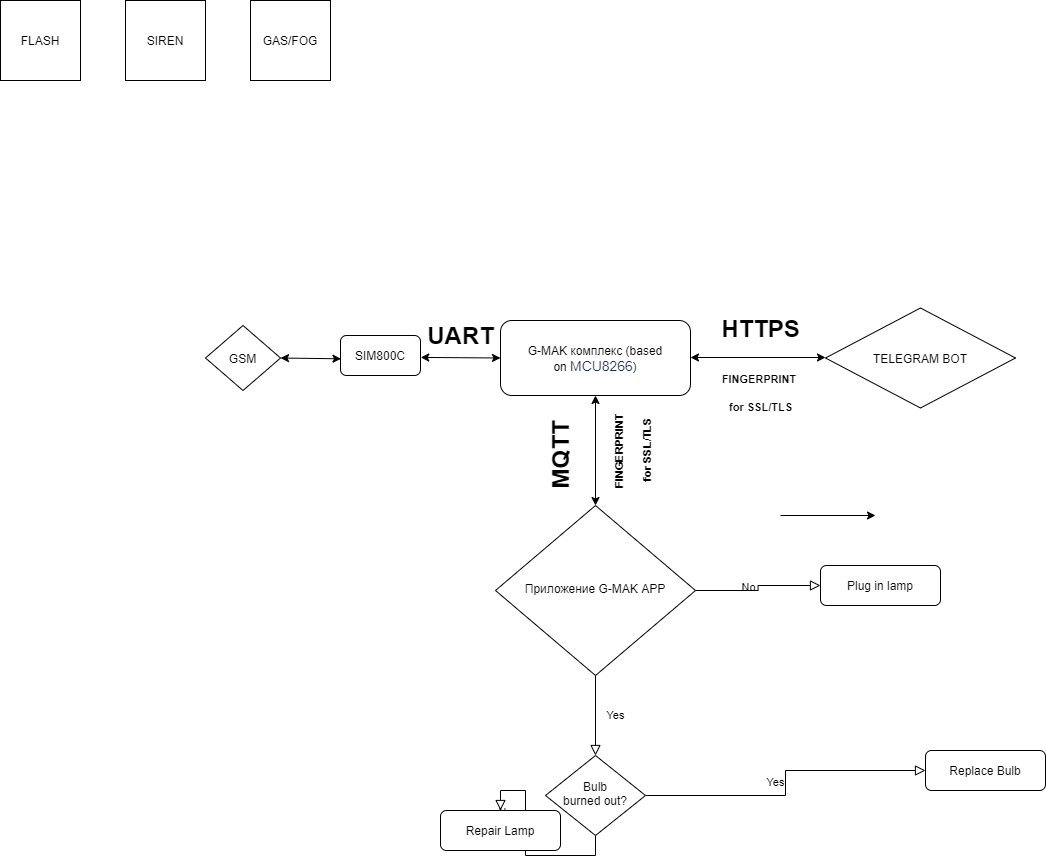 FLASH
SIREN
GAS/FOG
GSM
SIM800C
UART
G-MAK комплекс (based
on MCU8266)
HTTPS
FINGERPRINT
for SSL/TLS
TELEGRAM BOT
MQTT
FINGERPRINT
for SSL/TLS
Приложение G-MAK APP
No
Plug in lamp
Yes
Bulb
burned out?
Yes
Replace Bulb
Repair Lamp